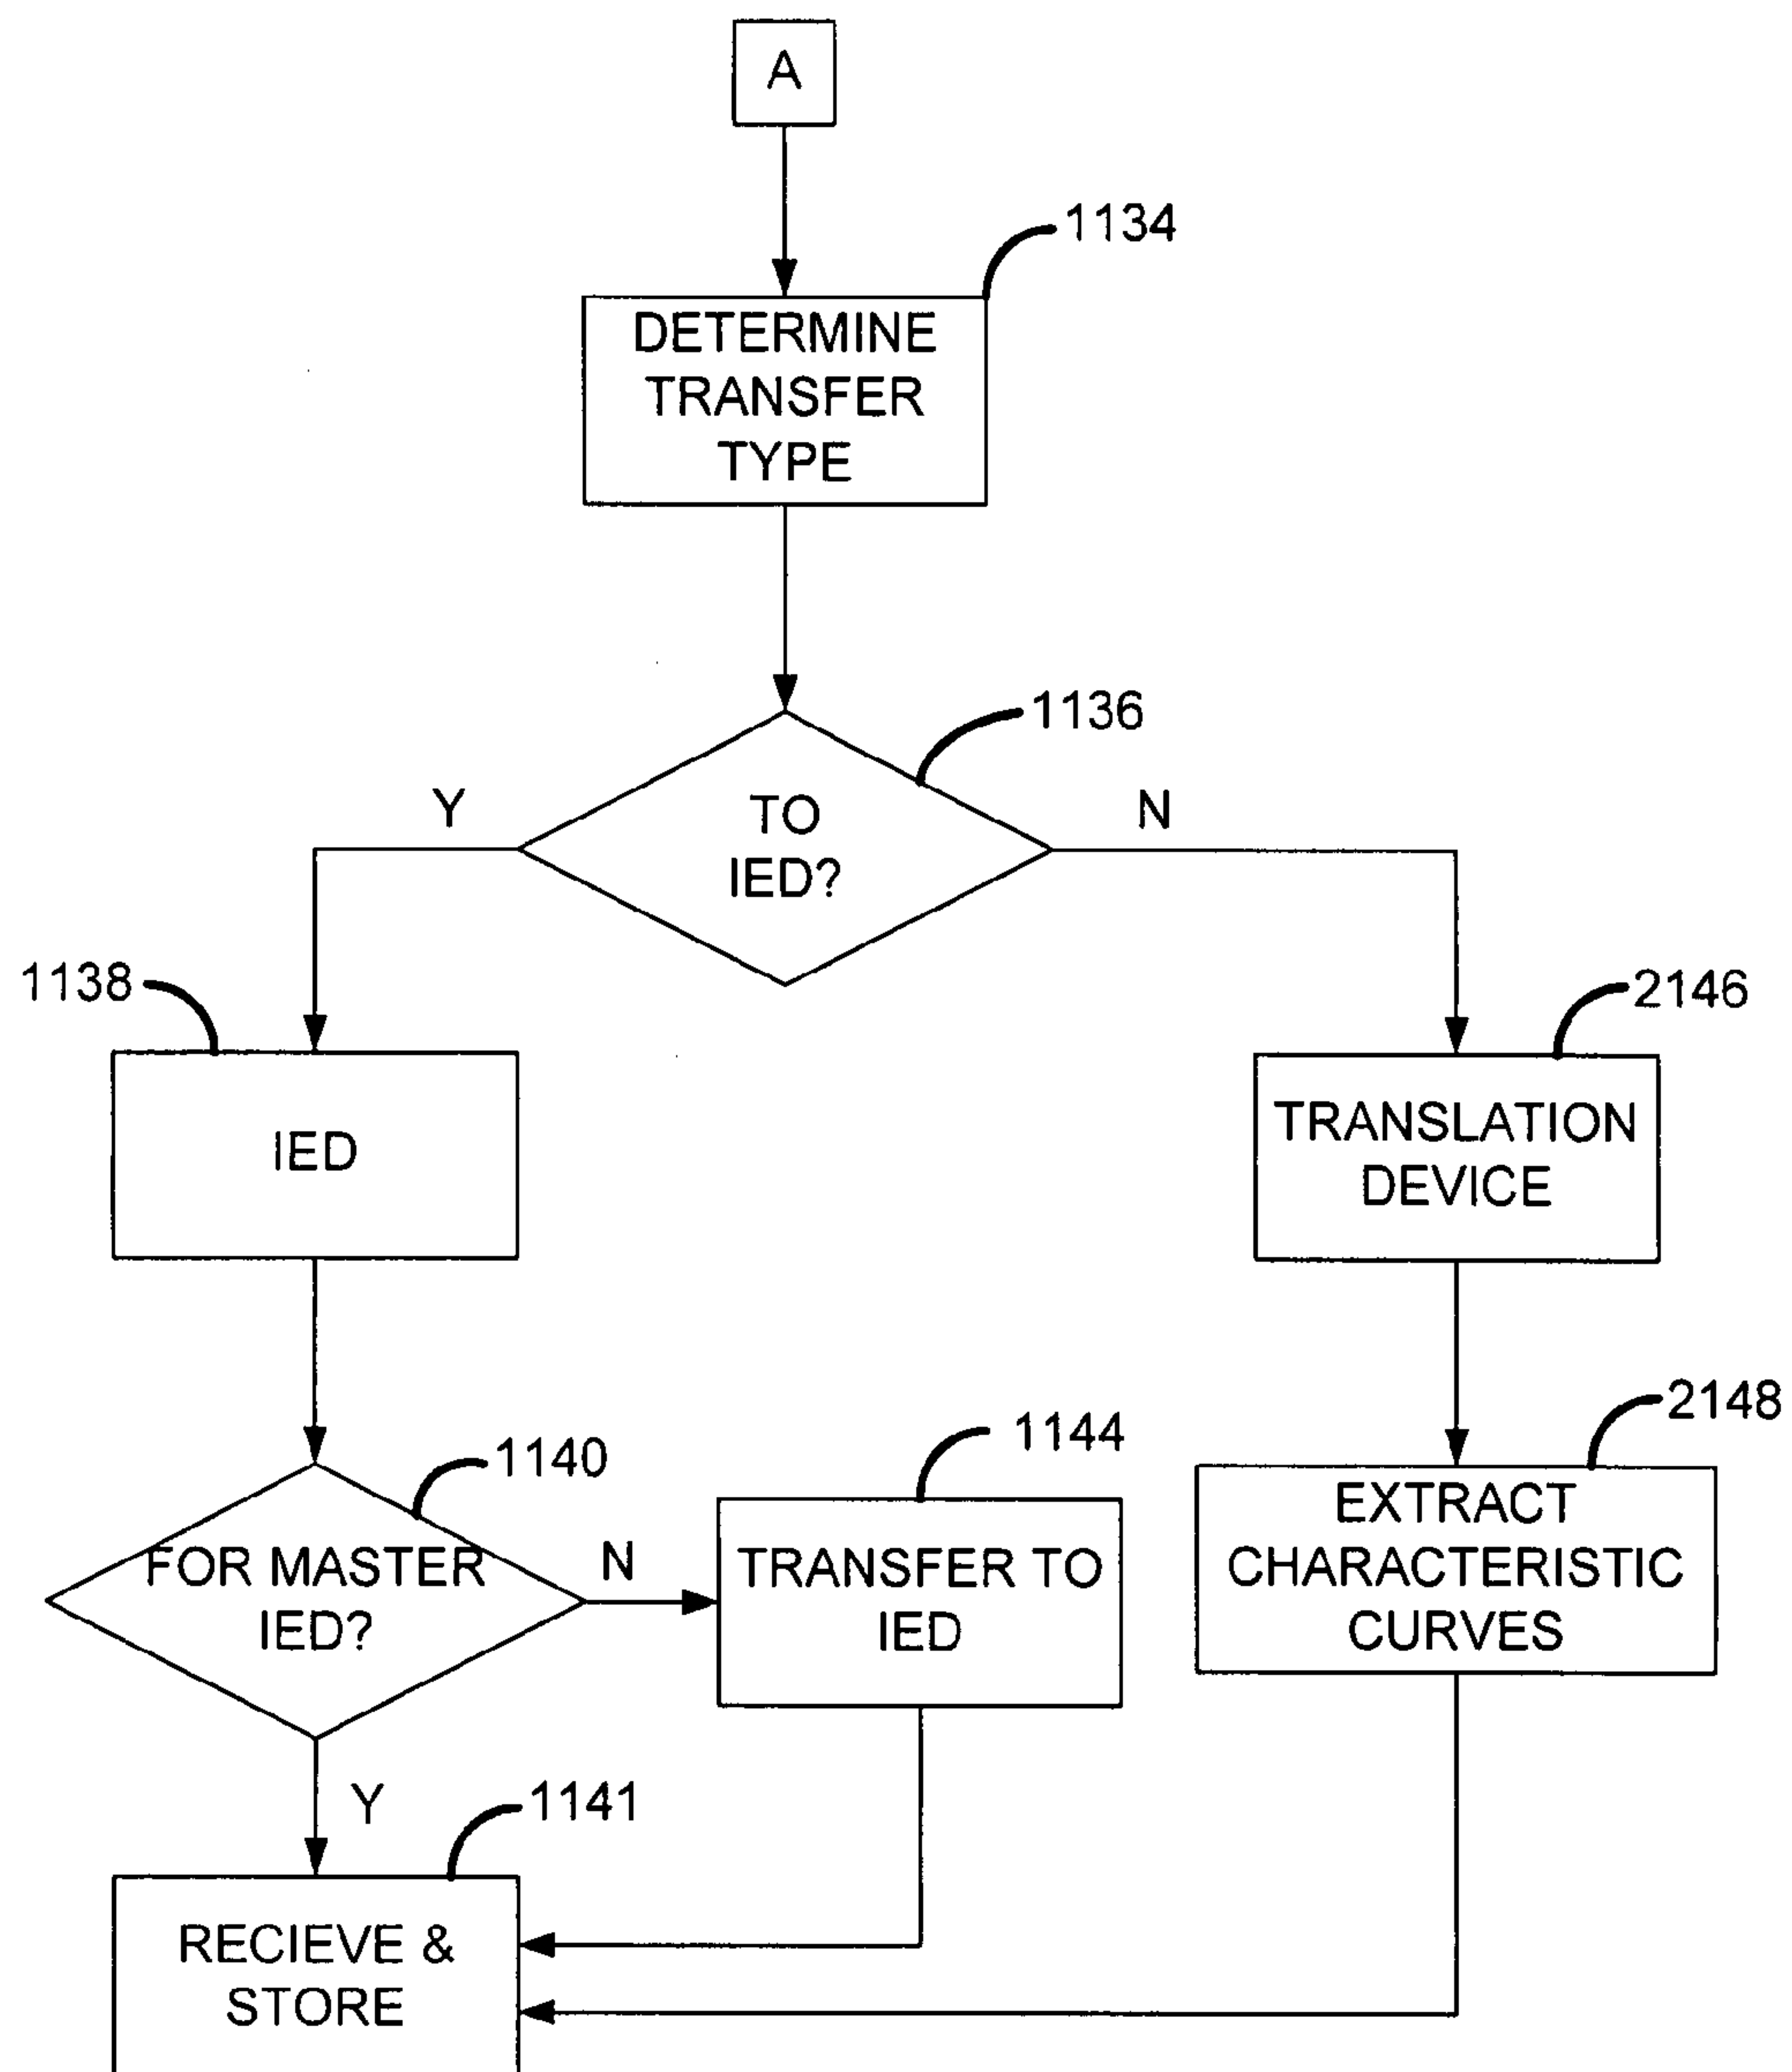 A
1134
DETERMINE
TRANSFER
TYPE
1136
Y
TO
IED?
N
1138
IED
2146
TRANSLATION
DEVICE
1140
FOR MASTER
IED?
N
1144
TRANSFER TO
IED
2148
EXTRACT
CHARACTERISTIC
CURVES
Y
1141
RECIEVE &
STORE